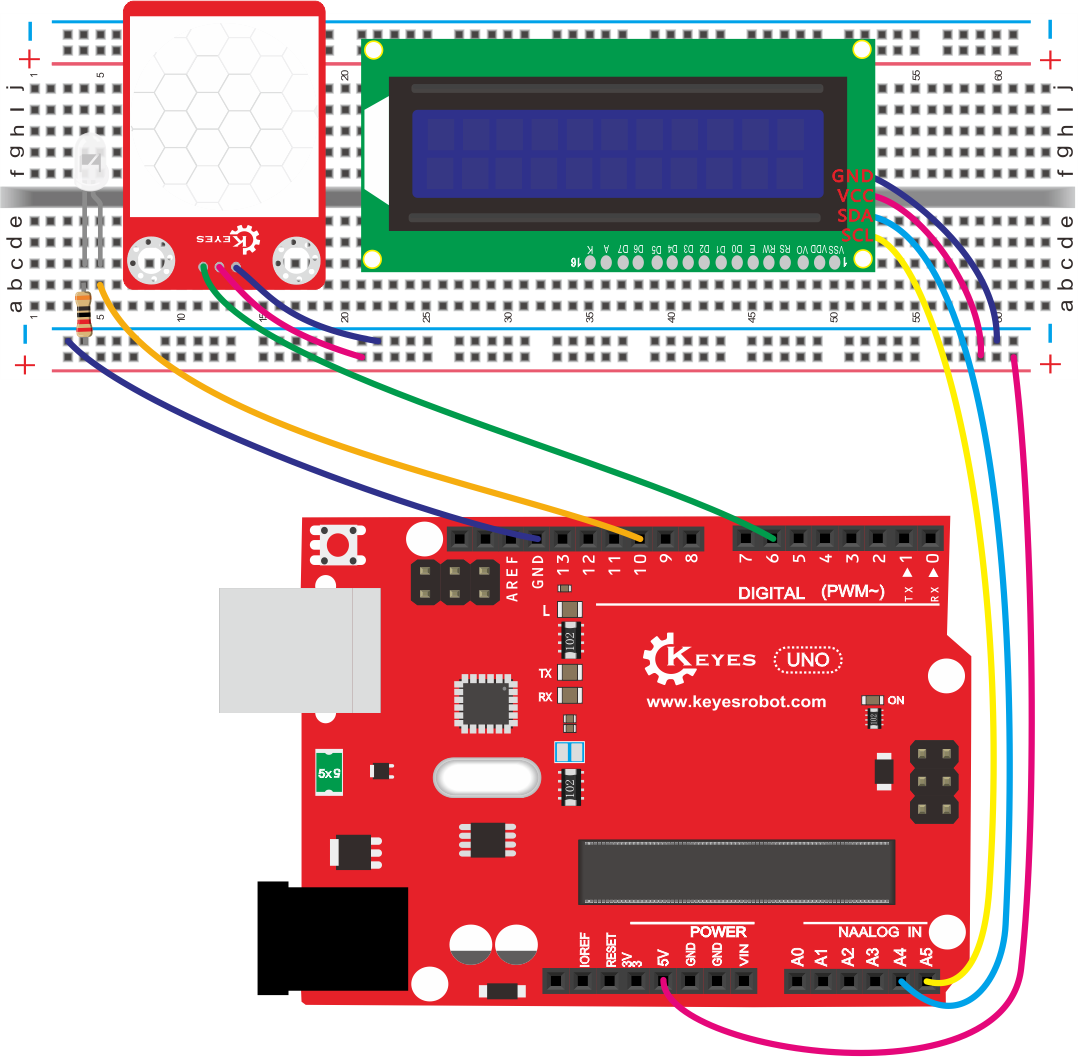 - -
+ +
1 5 20 55 60
j j
i i
h h
g g
f f
GND
VCC
SDA
SCL
KEYES
e e
d d
c c
b b
a a
16 K A D7 D6 D5 D4 D3 D2 D1 D0 E RW RS VO VDD VSS 1
1 5 10 15 25 30 35 40 45 50 60
- -
+ +
AREF GND 13 12 11 10 9 8 7 6 5 4 3 2 TX▶1 RX▶0
DIGITAL (PWM~)
L
102
KEYES UNO
TX
RX
www.keyesrobot.com
ON
102
5x5
102
POWER NAALOG IN
IOREF RESET 3V3 5V GND GND VIN A0 A1 A2 A3 A4 A5